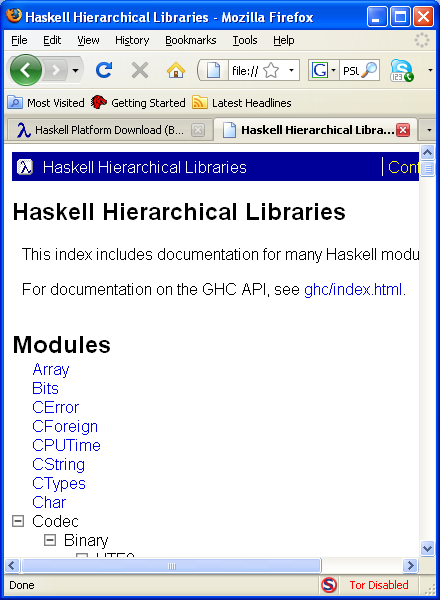 Haskell Hierarchical Libraries - Mozilla Firefox
File Edit View History Bookmarks Tools Help
file://
Most Visited Getting Started Latest Headlines
Haskell Platform Download (B... Haskell Hierarchical Libra...
Haskell Hierarchical Libraries Con
Haskell Hierarchical Libraries
This index includes documentation for many Haskell modu
For documentation on the GHC API, see ghc/index.html.
Modules
Array
Bits
CError
CForeign
CPUTime
CString
CTypes
Char
Codec
Binary
Done Tor Disabled